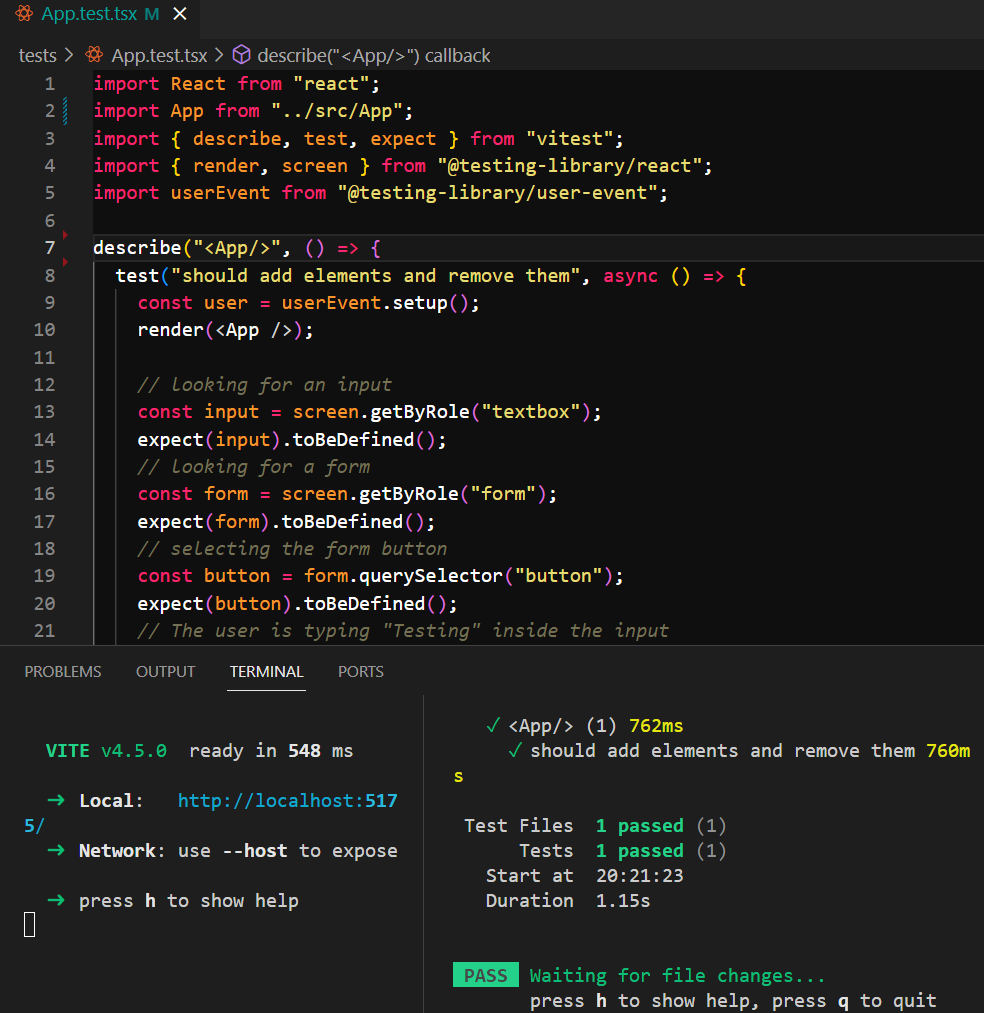 App.test.tsx M
tests > App.test.tsx > describe("<App/>") callback
1 import React from "react";
2 import App from "../src/App";
3 import { describe, test, expect } from "vitest";
4 import { render, screen } from "@testing-library/react";
5 import userEvent from "@testing-library/user-event";
6
7 describe("<App/>", () => {
8 test("should add elements and remove them", async () => {
9 const user = userEvent.setup();
10 render(<App />);
11
12 // looking for an input
13 const input = screen.getByRole("textbox");
14 expect(input).toBeDefined();
15 // looking for a form
16 const form = screen.getByRole("form");
17 expect(form).toBeDefined();
18 // selecting the form button
19 const button = form.querySelector("button");
20 expect(button).toBeDefined();
21 // The user is typing "Testing" inside the input
PROBLEMS OUTPUT TERMINAL PORTS
VITE v4.5.0 ready in 548 ms
➜ Local: http://localhost:517
5/
➜ Network: use --host to expose
➜ press h to show help
✓ <App/> (1) 762ms
✓ should add elements and remove them 760m
s
Test Files 1 passed (1)
Tests 1 passed (1)
Start at 20:21:23
Duration 1.15s
PASS Waiting for file changes...
press h to show help, press q to quit